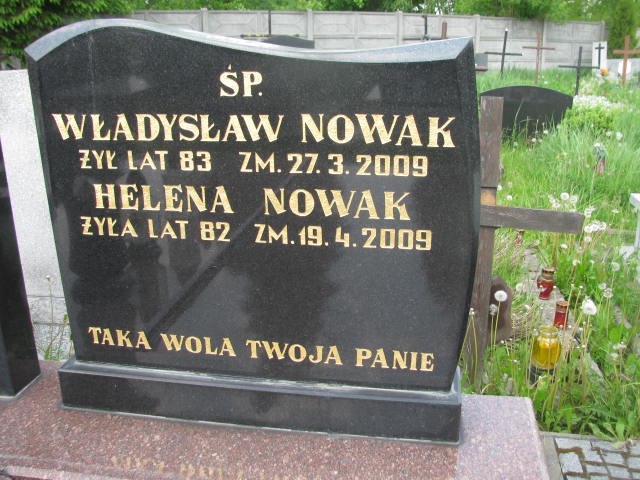 ŚP.
WŁADYSŁAW NOWAK
ŻYŁ LAT 83 ZM. 27. 3. 2009
HELENA NOWAK
ŻYŁA LAT 82 ZM. 19. 4. 2009
TAKA WOLA TWOJA PANIE